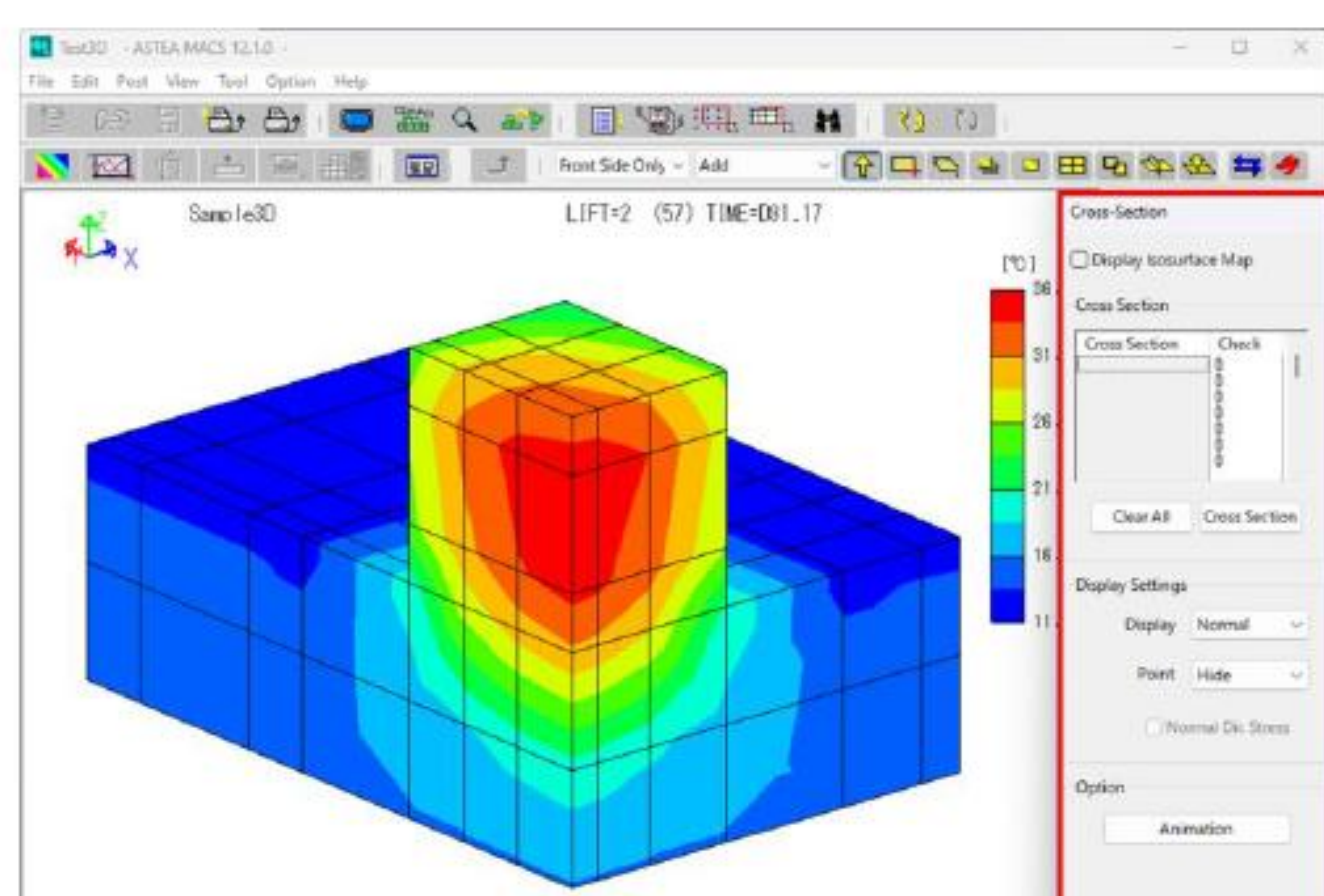 Test3D - ASTEA MACS 12.1.0 -
File Edit Post View Tool Option Help
Front Side Only Add
Sample3D LIFT=2 (57) TIME=D91.17
Z
X
[℃]
36
31
26
21
16
11
Cross-Section
Display Isosurface Map
Cross Section
Cross Section Check
Clear All Cross Section
Display Settings
Display Normal
Point Hide
Normal Dir. Stress
Option
Animation